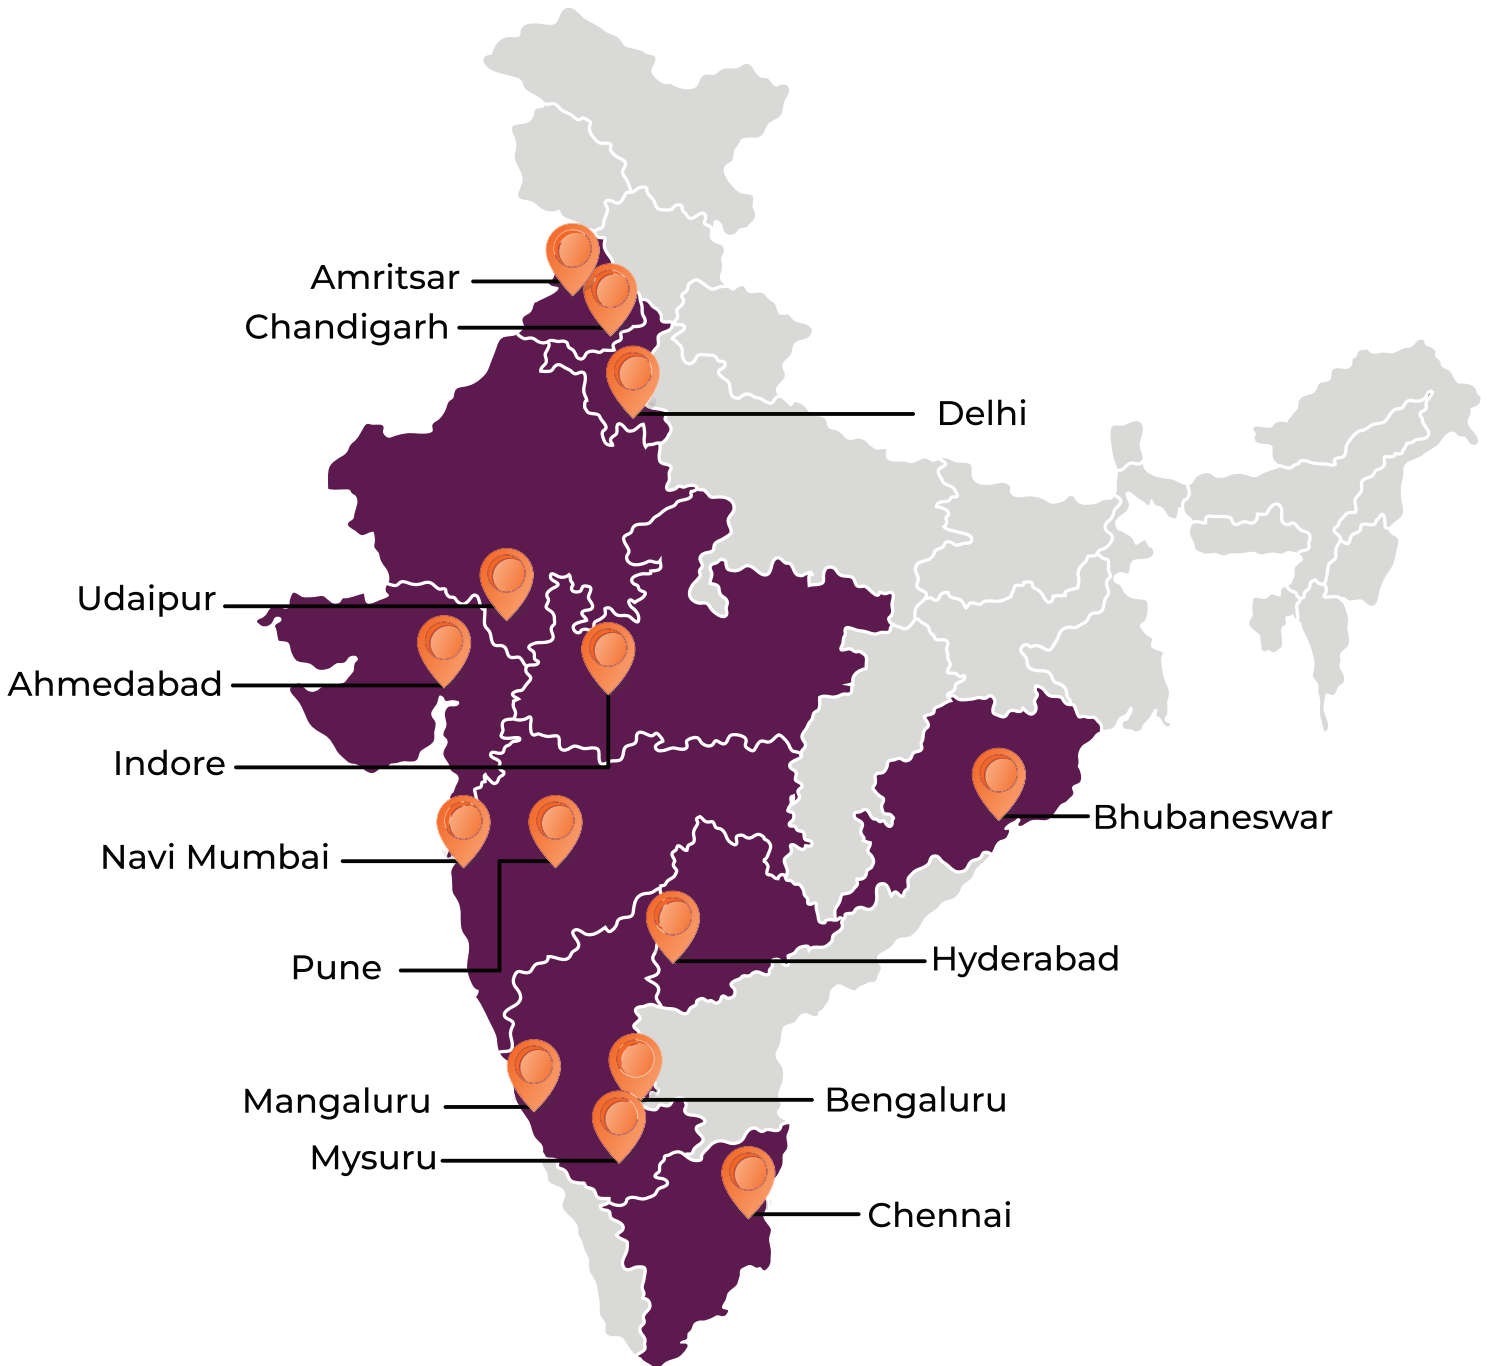 Amritsar
Chandigarh
Delhi
Udaipur
Ahmedabad
Indore
Bhubaneswar
Navi Mumbai
Pune
Hyderabad
Mangaluru
Bengaluru
Mysuru
Chennai